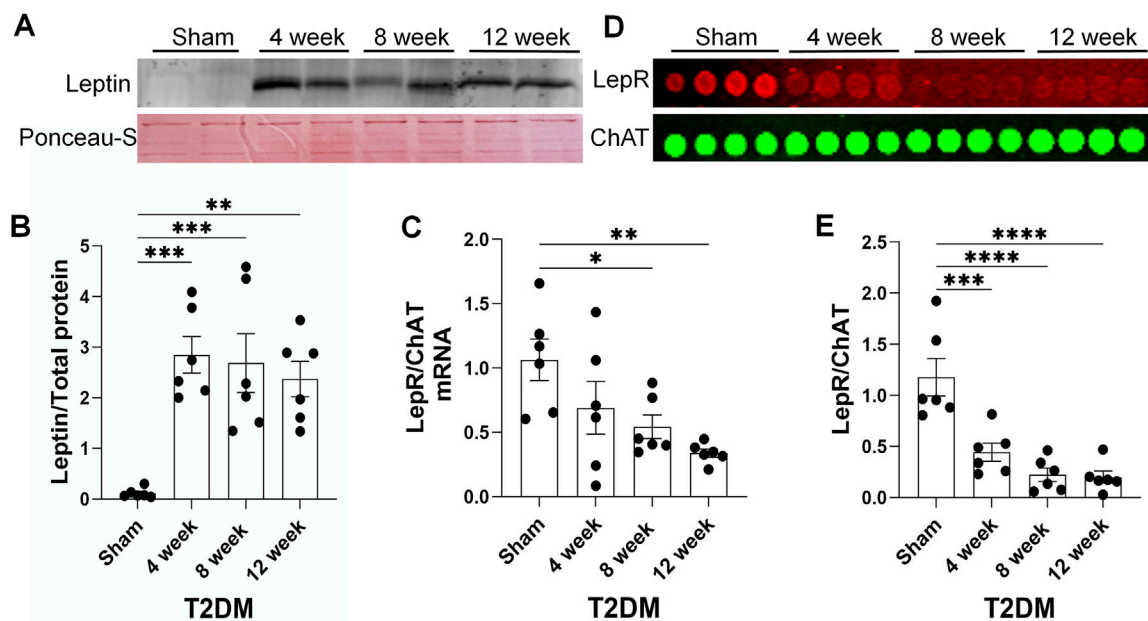 A
Sham 4 week 8 week 12 week
Leptin
Ponceau-S
D
Sham 4 week 8 week 12 week
LepR
ChAT
B
Leptin/Total protein
**
***
***
5
4
3
2
1
0
Sham 4 week 8 week 12 week
T2DM
C
LepR/ChAT
mRNA
**
*
2.0
1.5
1.0
0.5
0.0
Sham 4 week 8 week 12 week
T2DM
E
LepR/ChAT
****
****
***
2.5
2.0
1.5
1.0
0.5
0.0
Sham 4 week 8 week 12 week
T2DM